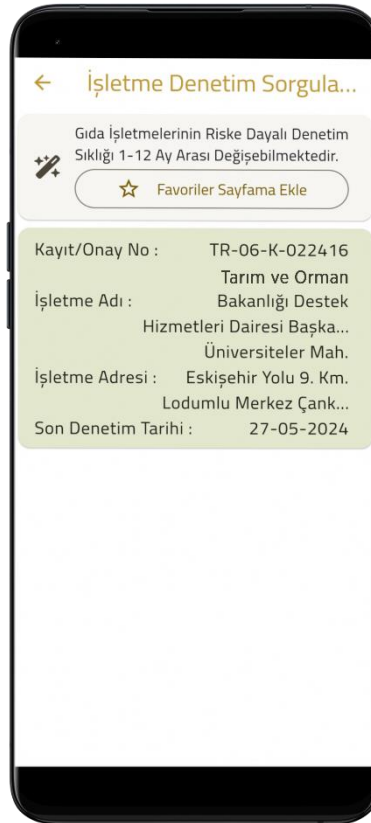 İşletme Denetim Sorgula...
Gıda İşletmelerinin Riske Dayalı Denetim
Sıklığı 1-12 Ay Arası Değişebilmektedir.
Favoriler Sayfama Ekle
Kayıt/Onay No : TR-06-K-022416
Tarım ve Orman
İşletme Adı : Bakanlığı Destek
Hizmetleri Dairesi Başka...
Üniversiteler Mah.
İşletme Adresi : Eskişehir Yolu 9. Km.
Lodumlu Merkez Çank...
Son Denetim Tarihi : 27-05-2024